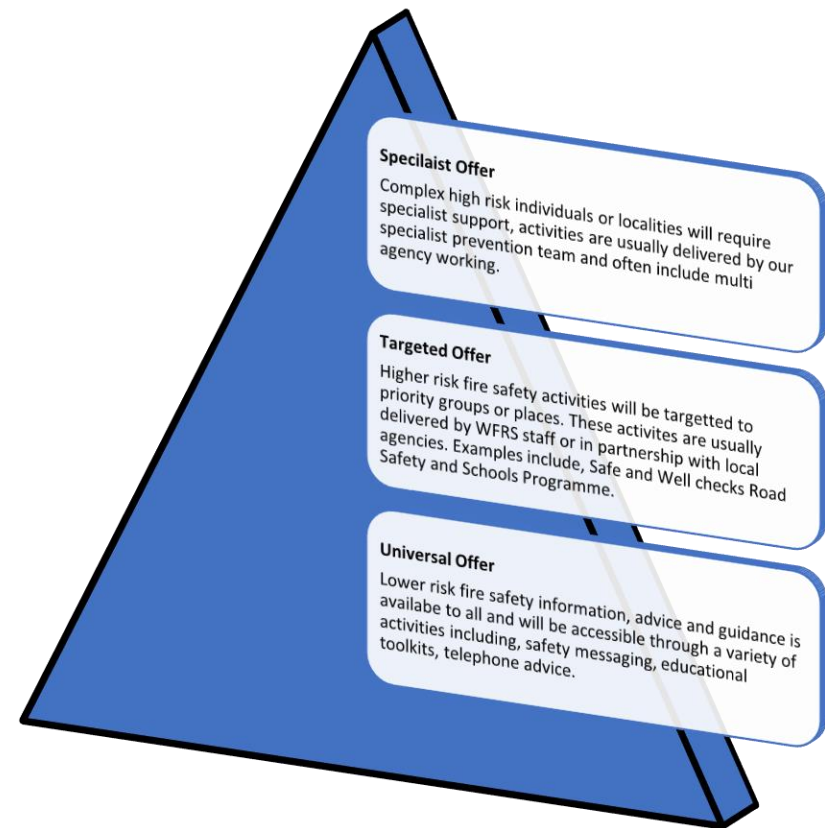 Specilaist Offer
Complex high risk individuals or localities will require
specialist support, activities are usually delivered by our
specialist prevention team and often include multi
agency working.
Targeted Offer
Higher risk fire safety activities will be targetted to
priority groups or places. These activites are usually
delivered by WFRS staff or in partnership with local
agencies. Examples include, Safe and Well checks Road
Safety and Schools Programme.
Universal Offer
Lower risk fire safety information, advice and guidance is
availabe to all and will be accessible through a variety of
activities including, safety messaging, educational
toolkits, telephone advice.